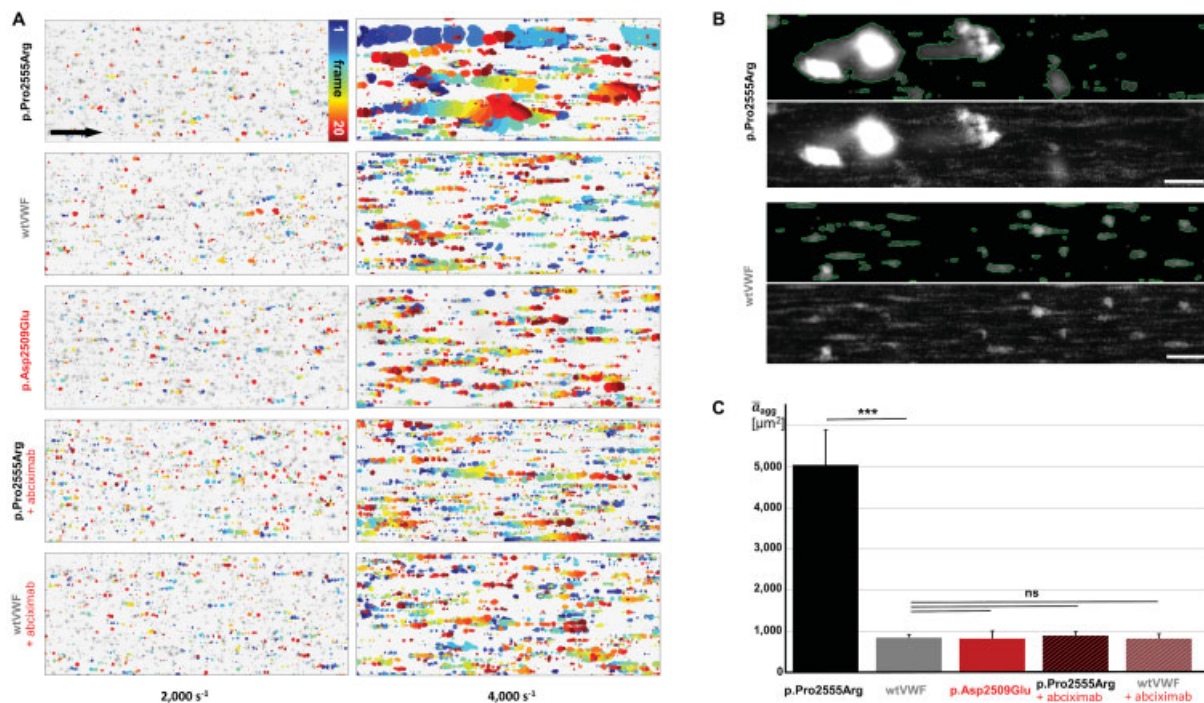 A
p.Pro2555Arg
1
frame
20
wtVWF
p.Asp2509Glu
p.Pro2555Arg
+ abciximab
wtVWF
+ abciximab
2,000 s⁻¹
4,000 s⁻¹
B
p.Pro2555Arg
wtVWF
C
a̅agg
[µm²]
***
5,000
4,000
3,000
ns
2,000
1,000
0
p.Pro2555Arg
wtVWF
p.Asp2509Glu
p.Pro2555Arg
+ abciximab
wtVWF
+ abciximab